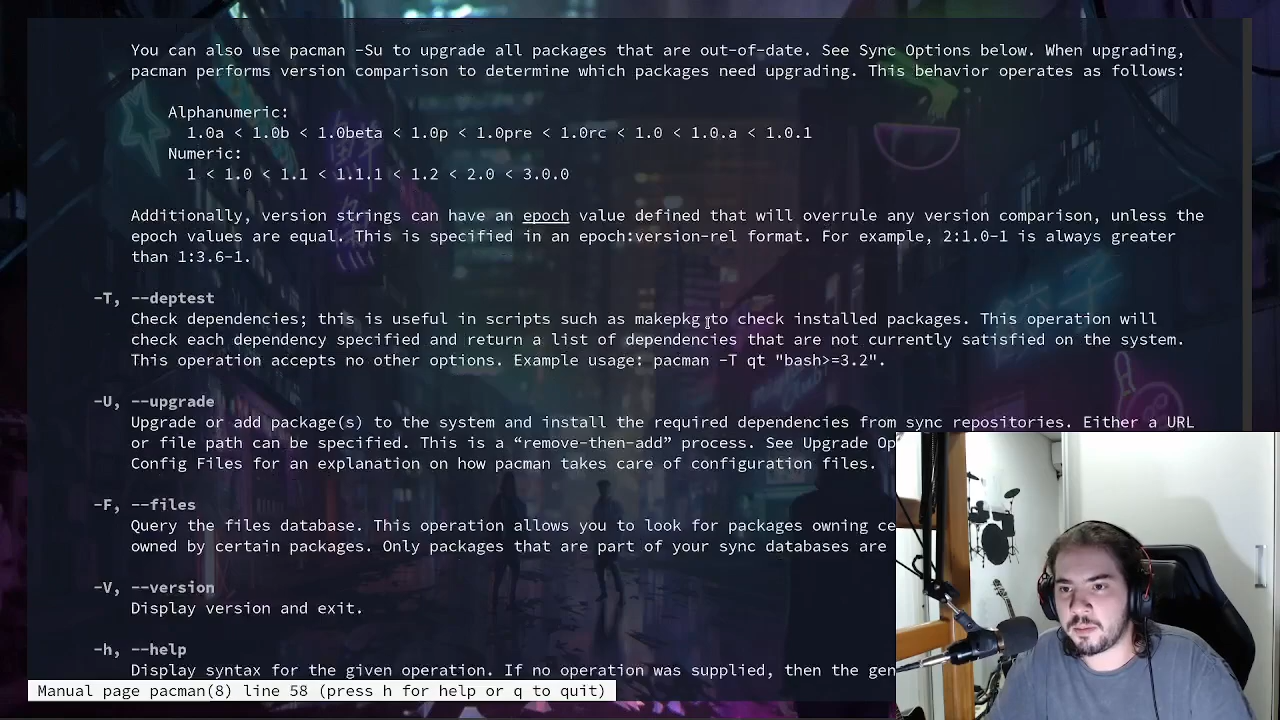 You can also use pacman -Su to upgrade all packages that are out-of-date. See Sync Options below. When upgrading,
pacman performs version comparison to determine which packages need upgrading. This behavior operates as follows:
Alphanumeric:
1.0a < 1.0b < 1.0beta < 1.0p < 1.0pre < 1.0rc < 1.0 < 1.0.a < 1.0.1
Numeric:
1 < 1.0 < 1.1 < 1.1.1 < 1.2 < 2.0 < 3.0.0
Additionally, version strings can have an epoch value defined that will overrule any version comparison, unless the
epoch values are equal. This is specified in an epoch:version-rel format. For example, 2:1.0-1 is always greater
than 1:3.6-1.
-T, --deptest
Check dependencies; this is useful in scripts such as makepkg to check installed packages. This operation will
check each dependency specified and return a list of dependencies that are not currently satisfied on the system.
This operation accepts no other options. Example usage: pacman -T qt "bash>=3.2".
-U, --upgrade
Upgrade or add package(s) to the system and install the required dependencies from sync repositories. Either a URL
or file path can be specified. This is a “remove-then-add” process. See Upgrade Op
Config Files for an explanation on how pacman takes care of configuration files.
-F, --files
Query the files database. This operation allows you to look for packages owning ce
owned by certain packages. Only packages that are part of your sync databases are
-V, --version
Display version and exit.
-h, --help
Display syntax for the given operation. If no operation was supplied, then the gen
Manual page pacman(8) line 58 (press h for help or q to quit)